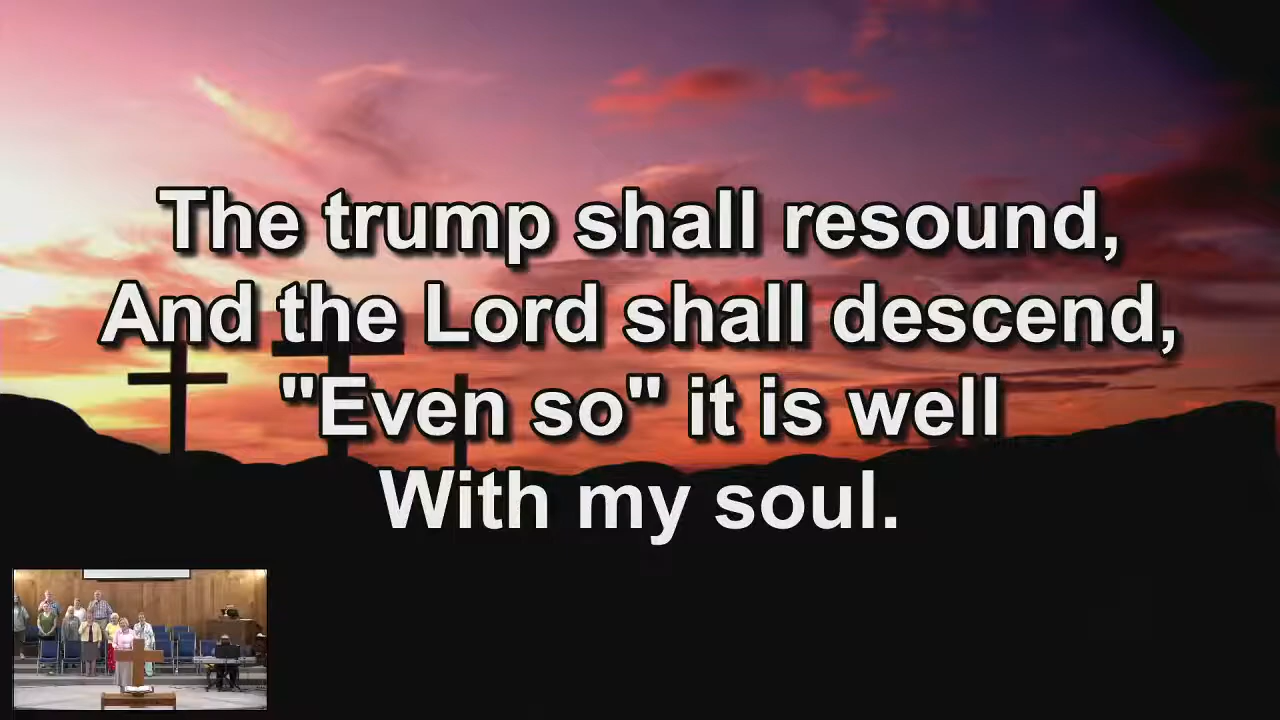 The trump shall resound,
And the Lord shall descend,
"Even so" it is well
With my soul.